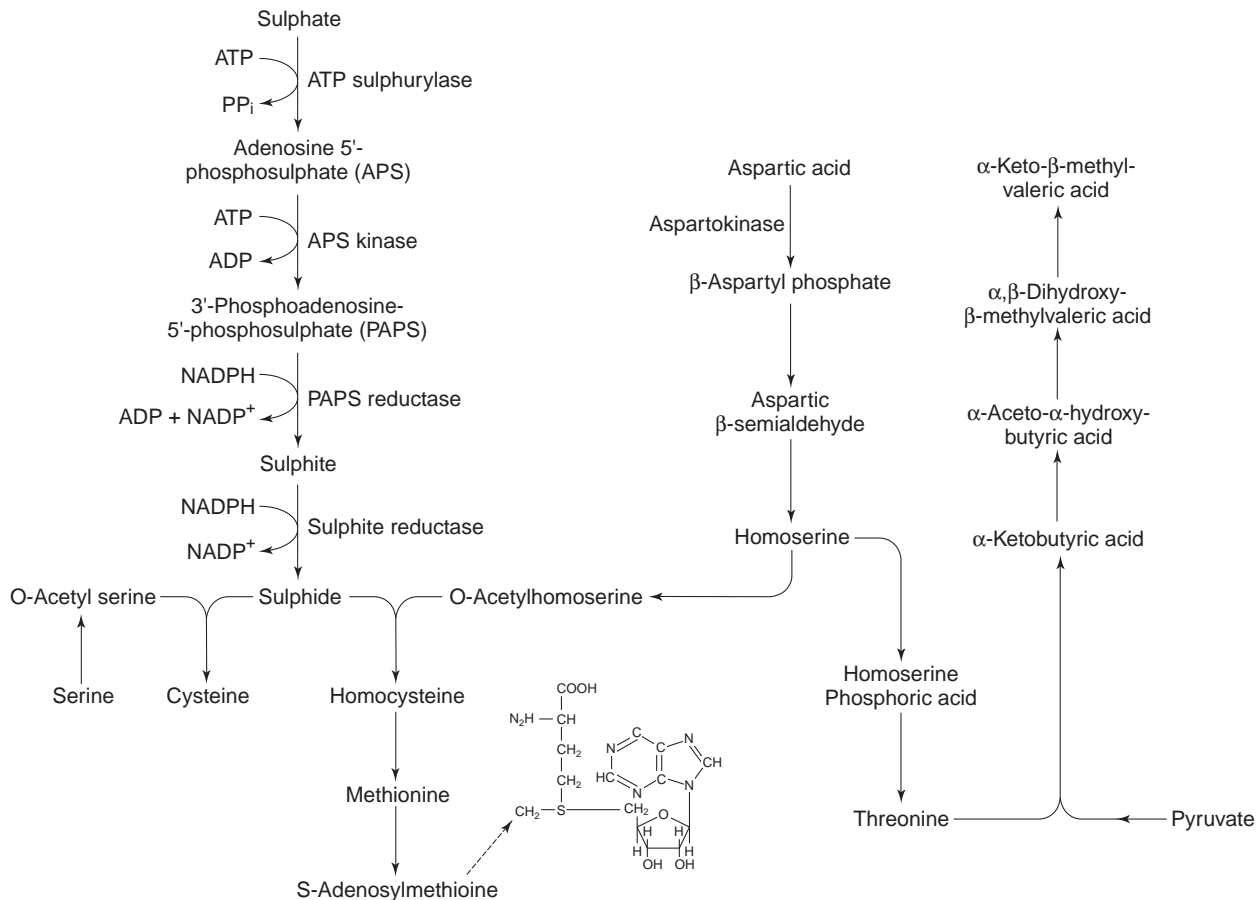 Sulphate
ATP
ATP sulphurylase
PPi
Adenosine 5'-
phosphosulphate (APS)
ATP
APS kinase
ADP
3'-Phosphoadenosine-
5'-phosphosulphate (PAPS)
NADPH
PAPS reductase
ADP + NADP+
Sulphite
NADPH
Sulphite reductase
NADP+
O-Acetyl serine
Sulphide
O-Acetylhomoserine
Serine
Cysteine
Homocysteine
Methionine
S-Adenosylmethioine
COOH
N2H
CH
CH2
CH2
CH2
S
CH2
N
C
C
N
CH
HC
N
C
N
O
H
H
H
H
OH
OH
Aspartic acid
Aspartokinase
β-Aspartyl phosphate
Aspartic
β-semialdehyde
Homoserine
Homoserine
Phosphoric acid
Threonine
Pyruvate
α-Keto-β-methyl-
valeric acid
α,β-Dihydroxy-
β-methylvaleric acid
α-Aceto-α-hydroxy-
butyric acid
α-Ketobutyric acid